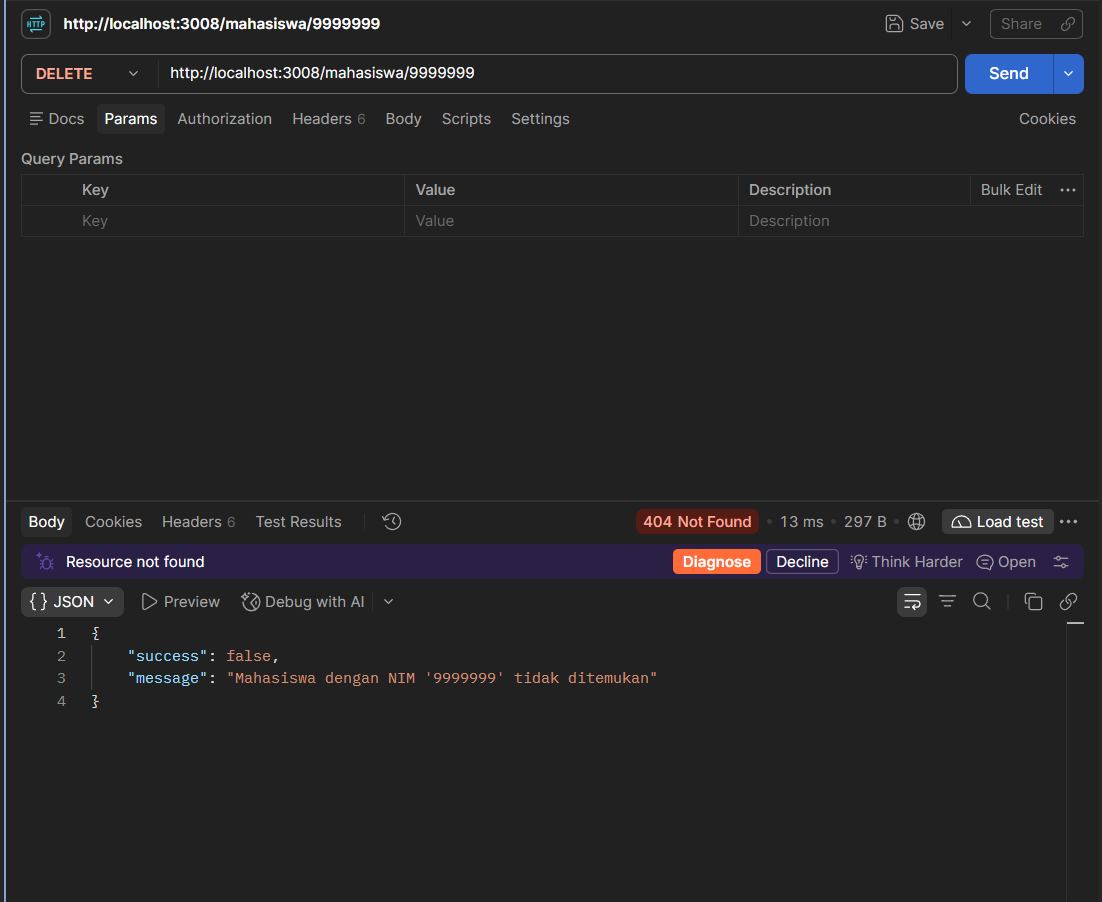 HTTP http://localhost:3008/mahasiswa/9999999 Save Share
DELETE http://localhost:3008/mahasiswa/9999999 Send
Docs Params Authorization Headers 6 Body Scripts Settings Cookies
Query Params
Key Value Description Bulk Edit
Key Value Description
Body Cookies Headers 6 Test Results 404 Not Found • 13 ms • 297 B • Load test
Resource not found Diagnose Decline Think Harder Open
{} JSON Preview Debug with AI
1 {
2 "success": false,
3 "message": "Mahasiswa dengan NIM '9999999' tidak ditemukan"
4 }